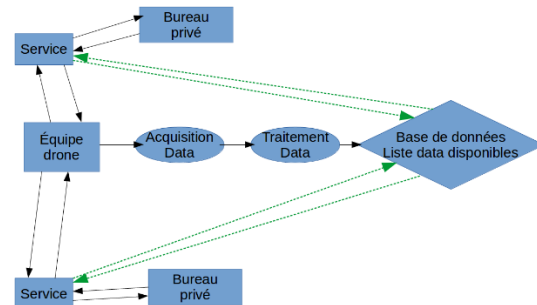 Bureau
privé
Service
Équipe
drone
Acquisition
Data
Traitement
Data
Base de données
Liste data disponibles
Service
Bureau
privé